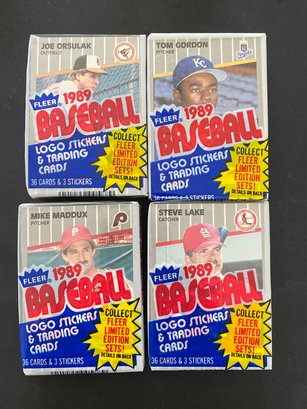 JOE ORSULAK
OUTFIELD
FLEER 1989
BASEBALL
LOGO STICKERS
& TRADING
CARDS
COLLECT
FLEER
LIMITED
EDITION
SETS!
DETAILS ON BACK
36 CARDS & 3 STICKERS
TOM GORDON
PITCHER
Royals
FLEER 1989
BASEBALL
LOGO STICKERS
& TRADING
CARDS
COLLECT
FLEER
LIMITED
EDITION
SETS!
DETAILS ON BACK
36 CARDS & 3 STICKERS
MIKE MADDUX
PITCHER
P
FLEER 1989
BASEBALL
LOGO STICKERS
& TRADING
CARDS
COLLECT
FLEER
LIMITED
EDITION
SETS!
DETAILS ON BACK
36 CARDS & 3 STICKERS
STEVE LAKE
CATCHER
FLEER 1989
BASEBALL
LOGO STICKERS
& TRADING
CARDS
COLLECT
FLEER
LIMITED
EDITION
SETS!
DETAILS ON BACK
36 CARDS & 3 STICKERS